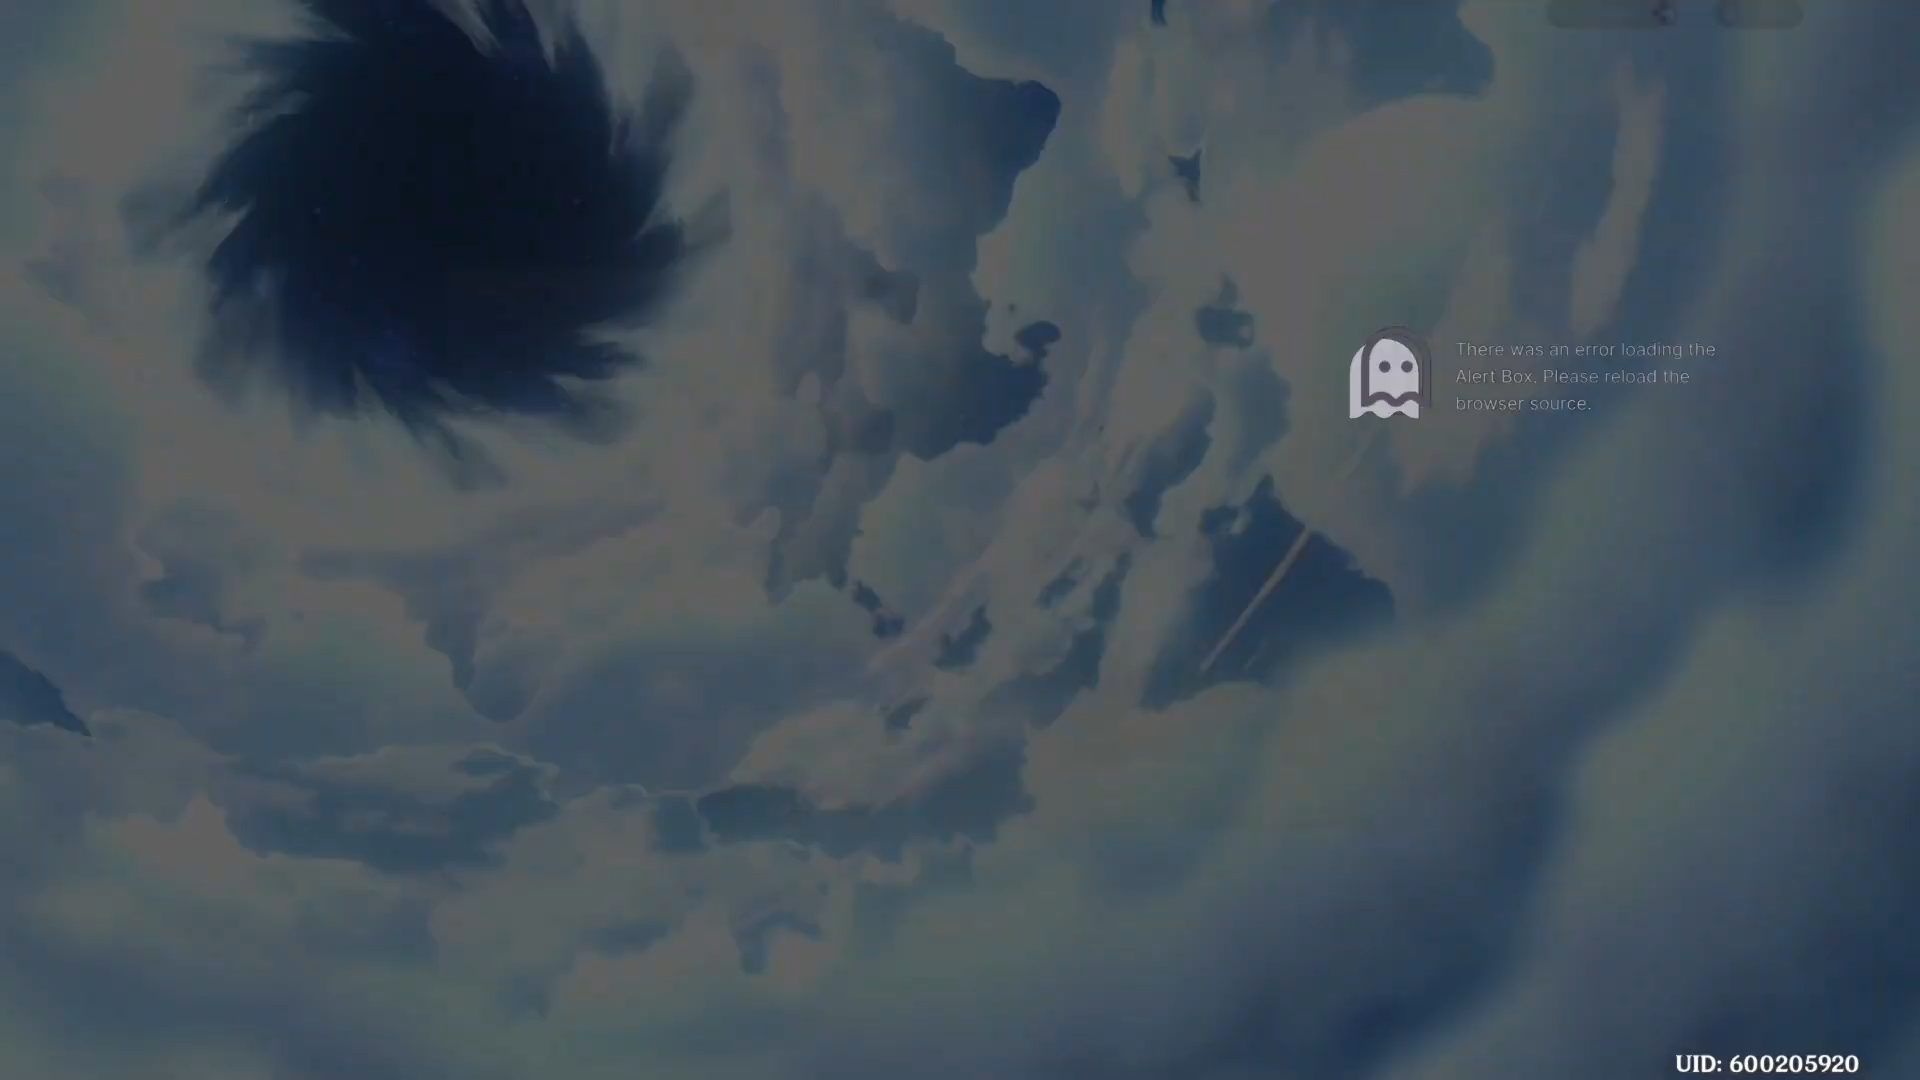 There was an error loading the
Alert Box. Please reload the
browser source.
UID: 600205920